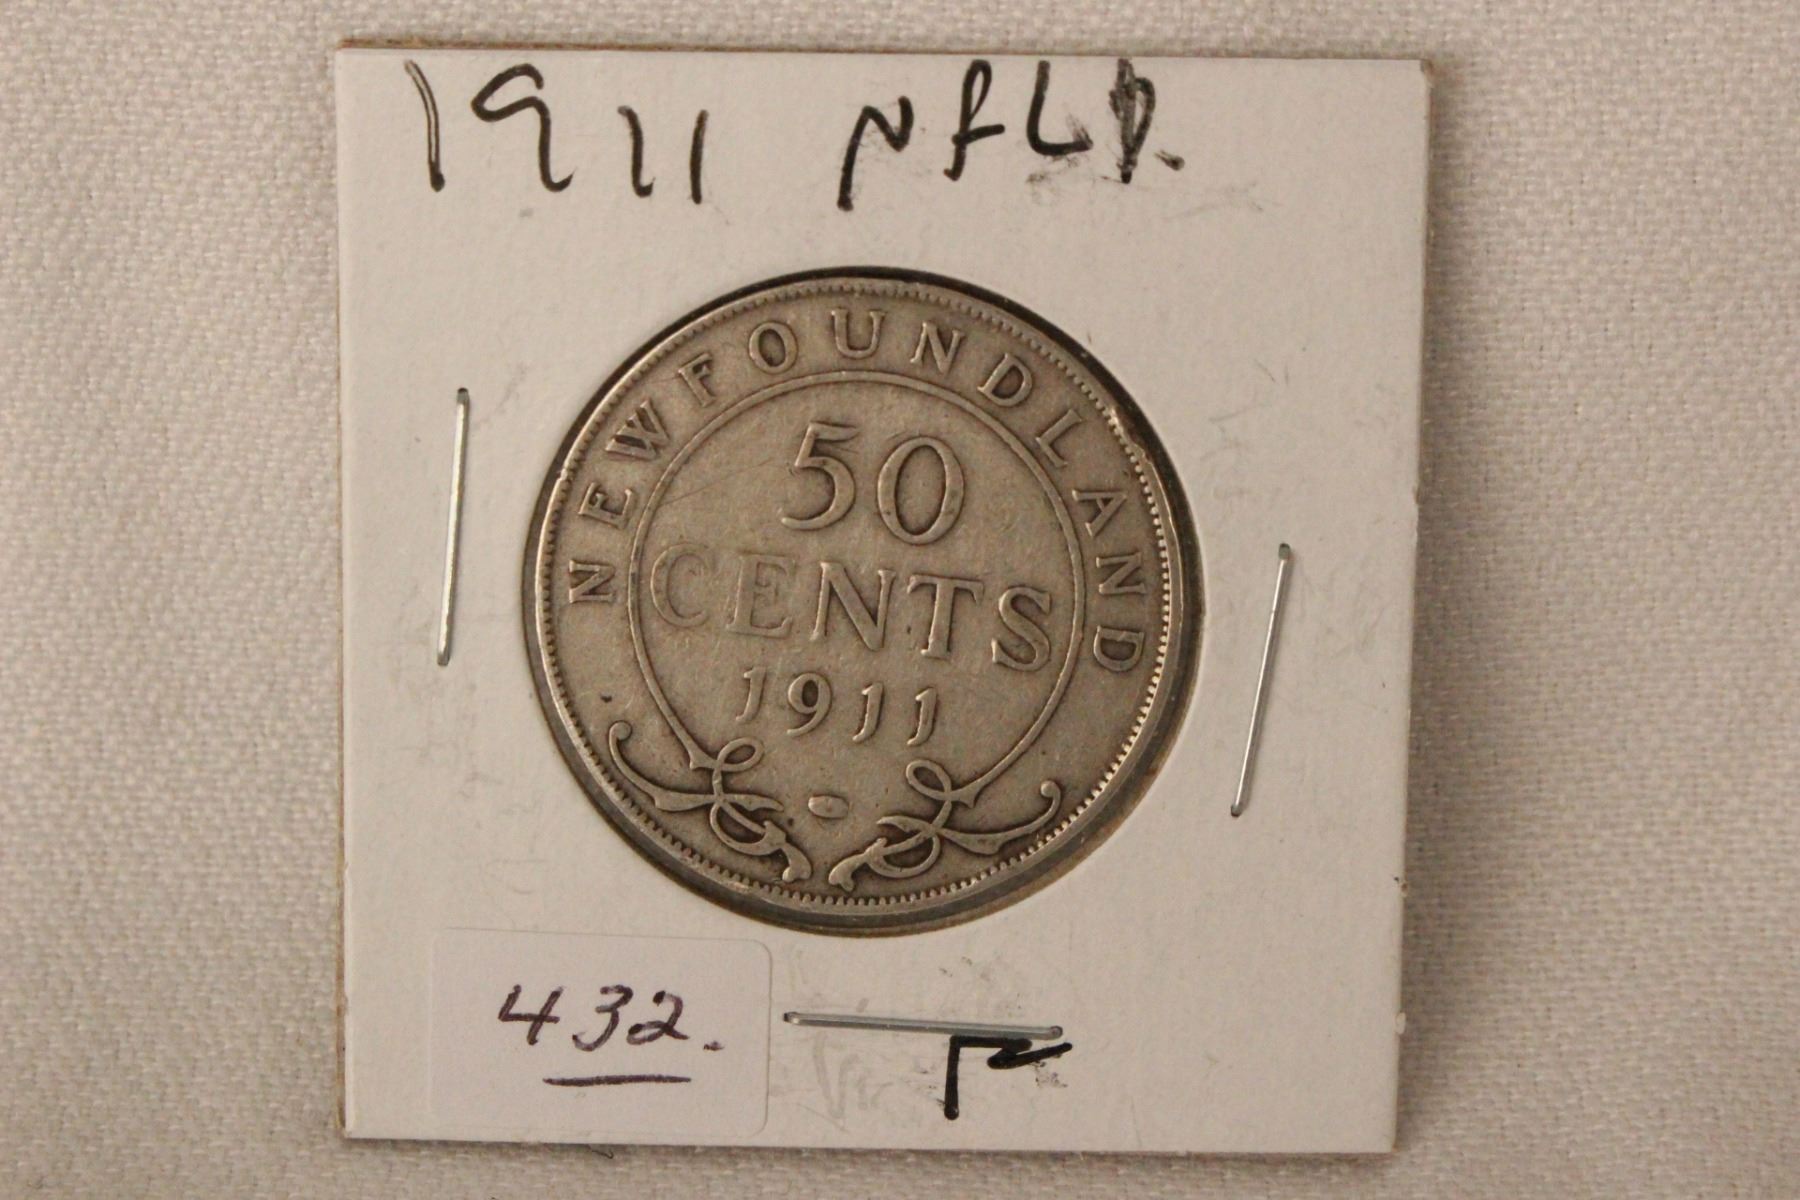 1911 NFLD.
NEWFOUNDLAND
50
CENTS
1911
432.